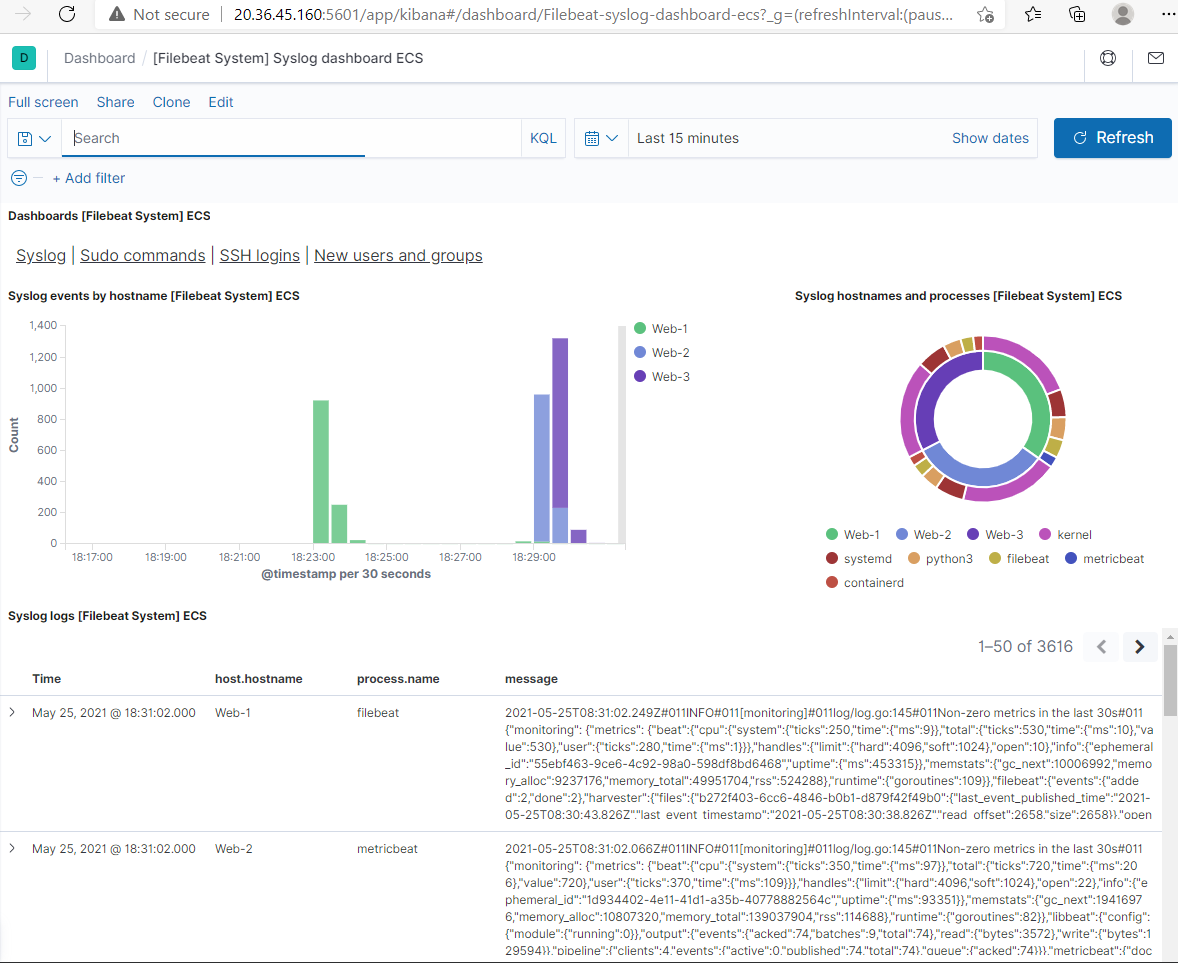 Not secure | 20.36.45.160:5601/app/kibana#/dashboard/Filebeat-syslog-dashboard-ecs?_g=(refreshInterval:(paus...
D Dashboard / [Filebeat System] Syslog dashboard ECS
Full screen Share Clone Edit
Search KQL Last 15 minutes Show dates Refresh
+ Add filter
Dashboards [Filebeat System] ECS
Syslog | Sudo commands | SSH logins | New users and groups
Syslog events by hostname [Filebeat System] ECS
1,400
1,200
1,000
800
600
400
200
0
Count
18:17:00 18:19:00 18:21:00 18:23:00 18:25:00 18:27:00 18:29:00
@timestamp per 30 seconds
Web-1
Web-2
Web-3
Syslog hostnames and processes [Filebeat System] ECS
Web-1 Web-2 Web-3 kernel
systemd python3 filebeat metricbeat
containerd
Syslog logs [Filebeat System] ECS
1–50 of 3616
Time host.hostname process.name message
May 25, 2021 @ 18:31:02.000 Web-1 filebeat 2021-05-25T08:31:02.249Z#011INFO#011[monitoring]#011log/log.go:145#011Non-zero metrics in the last 30s#011
{"monitoring": {"metrics": {"beat":{"cpu":{"system":{"ticks":250,"time":{"ms":9}},"total":{"ticks":530,"time":{"ms":10},"va
lue":530},"user":{"ticks":280,"time":{"ms":1}}},"handles":{"limit":{"hard":4096,"soft":1024},"open":10},"info":{"ephemeral
_id":"55ebf463-9ce6-4c92-98a0-598df8bd6468","uptime":{"ms":453315}},"memstats":{"gc_next":10006992,"memo
ry_alloc":9237176,"memory_total":49951704,"rss":524288},"runtime":{"goroutines":109}},"filebeat":{"events":{"adde
d":2,"done":2},"harvester":{"files":{"b272f403-6cc6-4846-b0b1-d879f42f49b0":{"last_event_published_time":"2021-
05-25T08:30:43.826Z","last_event_timestamp":"2021-05-25T08:30:38.826Z","read_offset":2658,"size":2658}},"open
May 25, 2021 @ 18:31:02.000 Web-2 metricbeat 2021-05-25T08:31:02.066Z#011INFO#011[monitoring]#011log/log.go:145#011Non-zero metrics in the last 30s#011
{"monitoring": {"metrics": {"beat":{"cpu":{"system":{"ticks":350,"time":{"ms":97}},"total":{"ticks":720,"time":{"ms":20
6},"value":720},"user":{"ticks":370,"time":{"ms":109}}},"handles":{"limit":{"hard":4096,"soft":1024},"open":22},"info":{"e
phemeral_id":"1d934402-4e11-41d1-a35b-40778882564c","uptime":{"ms":93351}},"memstats":{"gc_next":1941697
6,"memory_alloc":10807320,"memory_total":139037904,"rss":114688},"runtime":{"goroutines":82}},"libbeat":{"config":
{"module":{"running":0}},"output":{"events":{"acked":74,"batches":9,"total":74},"read":{"bytes":3572},"write":{"bytes":1
29594}},"pipeline":{"clients":4,"events":{"active":0,"published":74,"total":74},"queue":{"acked":74}}},"metricbeat":{"doc